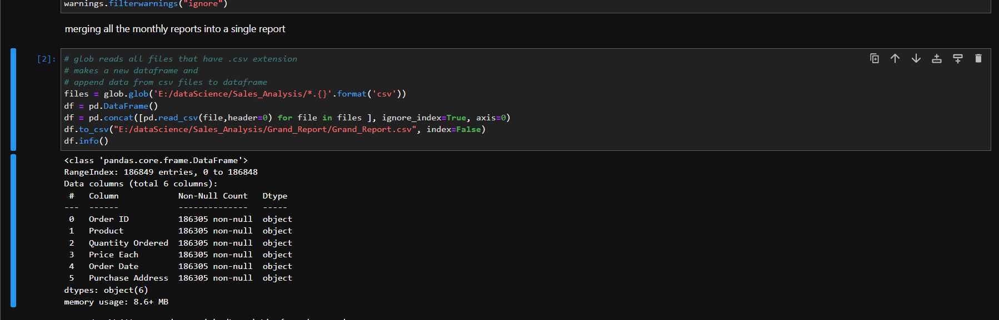 warnings.filterwarnings("ignore")
merging all the monthly reports into a single report
[2]:
# glob reads all files that have .csv extension
# makes a new dataframe and
# append data from csv files to dataframe
files = glob.glob('E:/dataScience/Sales_Analysis/*.{}'.format('csv'))
df = pd.DataFrame()
df = pd.concat([pd.read_csv(file,header=0) for file in files ], ignore_index=True, axis=0)
df.to_csv("E:/dataScience/Sales_Analysis/Grand_Report/Grand_Report.csv", index=False)
df.info()
<class 'pandas.core.frame.DataFrame'>
RangeIndex: 186849 entries, 0 to 186848
Data columns (total 6 columns):
 #   Column            Non-Null Count   Dtype
---  ------            --------------   -----
 0   Order ID          186305 non-null  object
 1   Product           186305 non-null  object
 2   Quantity Ordered  186305 non-null  object
 3   Price Each        186305 non-null  object
 4   Order Date        186305 non-null  object
 5   Purchase Address  186305 non-null  object
dtypes: object(6)
memory usage: 8.6+ MB